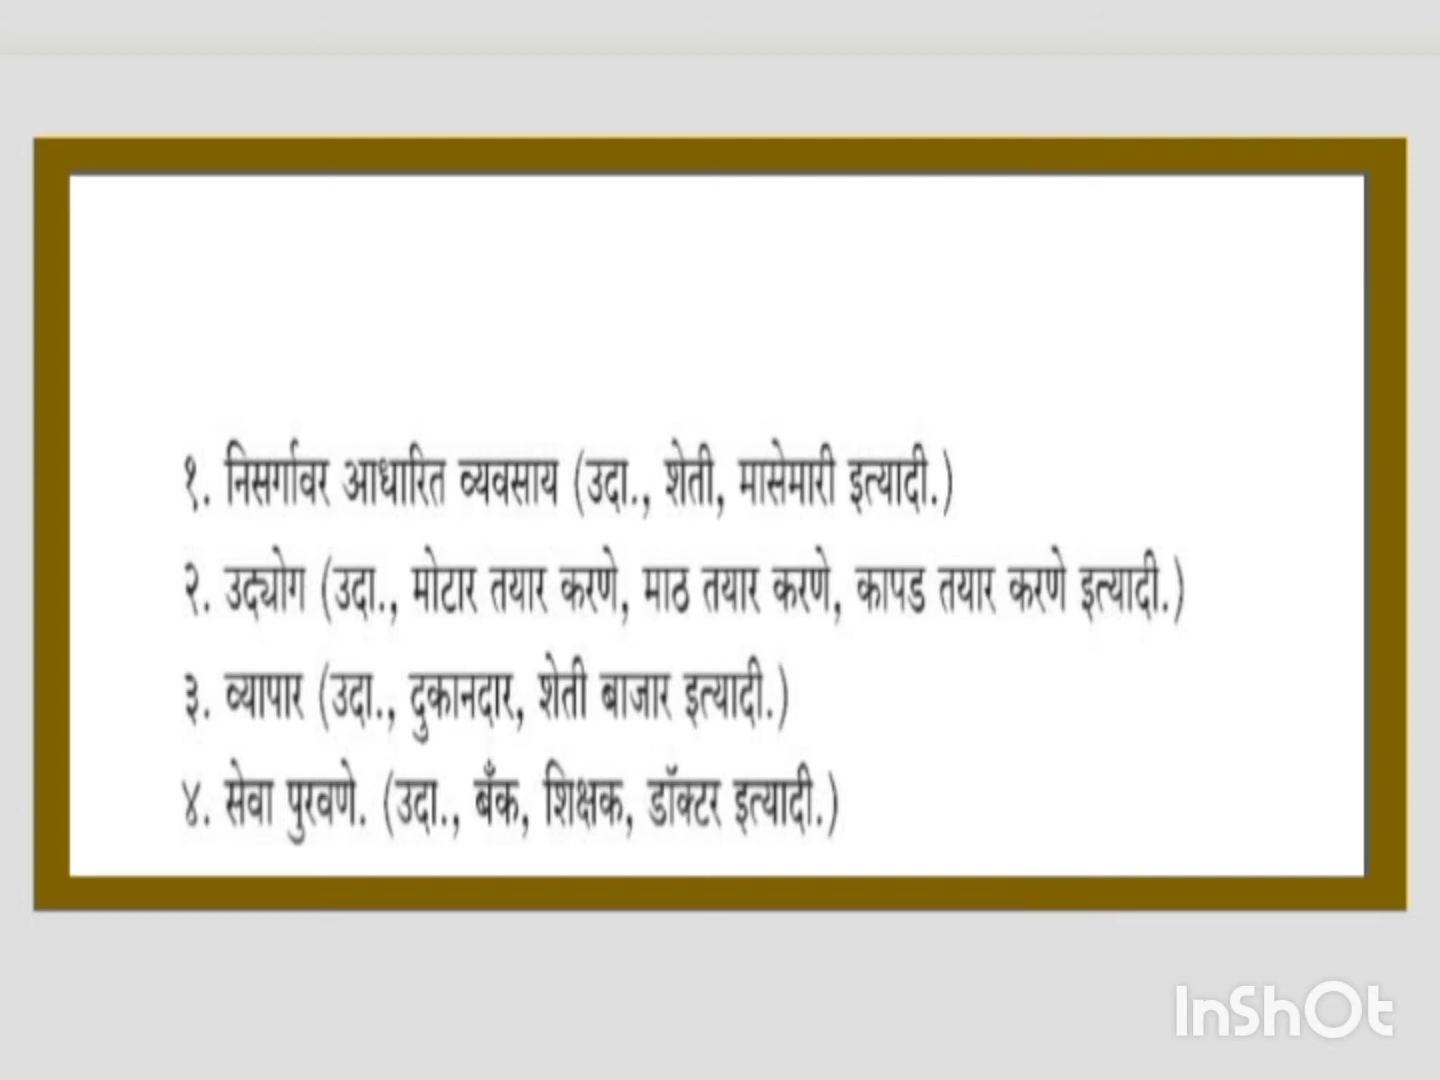 १. निसर्गावर आधारित व्यवसाय (उदा., शेती, मासेमारी इत्यादी.)
२. उद्योग (उदा., मोटार तयार करणे, माठ तयार करणे, कापड तयार करणे इत्यादी.)
३. व्यापार (उदा., दुकानदार, शेती बाजार इत्यादी.)
४. सेवा पुरवणे. (उदा., बँक, शिक्षक, डॉक्टर इत्यादी.)
InShOt